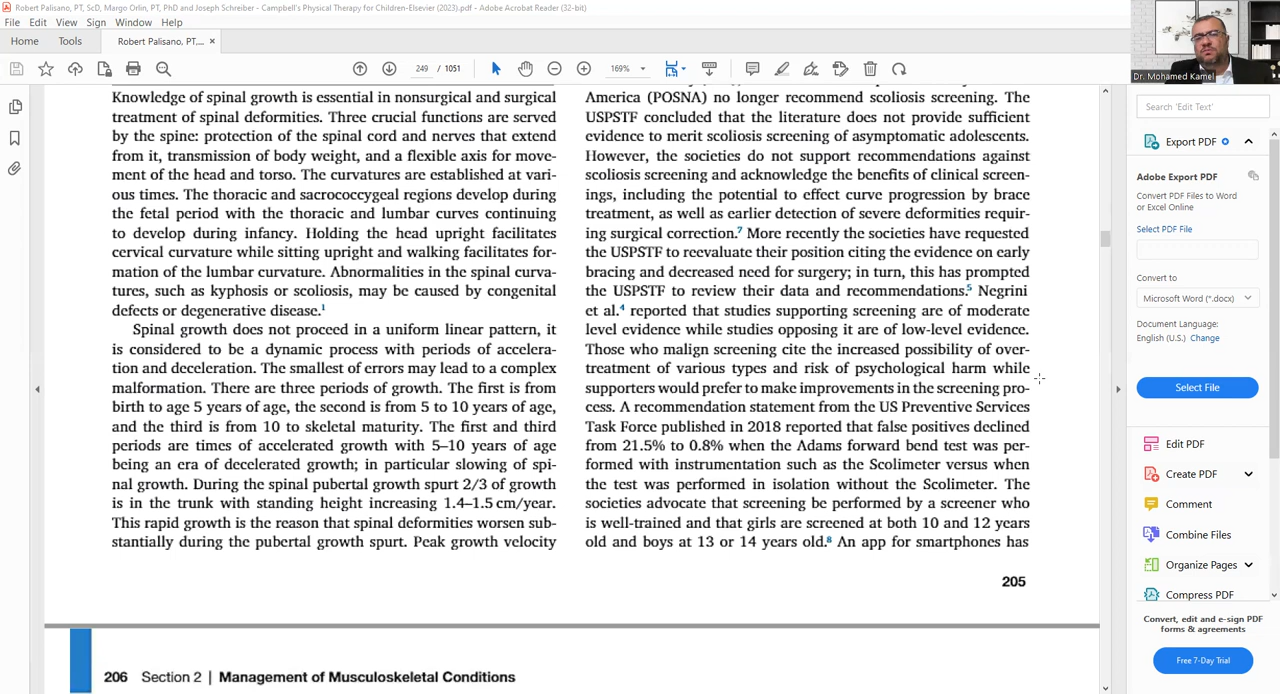 Robert Palisano, PT, ScD, Margo Orlin, PT, PhD and Joseph Schreiber - Campbell's Physical Therapy for Children-Elsevier (2023).pdf - Adobe Acrobat Reader (32-bit)
File Edit View Sign Window Help
Home Tools Robert Palisano, PT,... ×
249 / 1051 169%
Dr. Mohamed Kamel
Knowledge of spinal growth is essential in nonsurgical and surgical
treatment of spinal deformities. Three crucial functions are served
by the spine: protection of the spinal cord and nerves that extend
from it, transmission of body weight, and a flexible axis for move-
ment of the head and torso. The curvatures are established at vari-
ous times. The thoracic and sacrococcygeal regions develop during
the fetal period with the thoracic and lumbar curves continuing
to develop during infancy. Holding the head upright facilitates
cervical curvature while sitting upright and walking facilitates for-
mation of the lumbar curvature. Abnormalities in the spinal curva-
tures, such as kyphosis or scoliosis, may be caused by congenital
defects or degenerative disease.1
Spinal growth does not proceed in a uniform linear pattern, it
is considered to be a dynamic process with periods of accelera-
tion and deceleration. The smallest of errors may lead to a complex
malformation. There are three periods of growth. The first is from
birth to age 5 years of age, the second is from 5 to 10 years of age,
and the third is from 10 to skeletal maturity. The first and third
periods are times of accelerated growth with 5–10 years of age
being an era of decelerated growth; in particular slowing of spi-
nal growth. During the spinal pubertal growth spurt 2/3 of growth
is in the trunk with standing height increasing 1.4–1.5 cm/year.
This rapid growth is the reason that spinal deformities worsen sub-
stantially during the pubertal growth spurt. Peak growth velocity
America (POSNA) no longer recommend scoliosis screening. The
USPSTF concluded that the literature does not provide sufficient
evidence to merit scoliosis screening of asymptomatic adolescents.
However, the societies do not support recommendations against
scoliosis screening and acknowledge the benefits of clinical screen-
ings, including the potential to effect curve progression by brace
treatment, as well as earlier detection of severe deformities requir-
ing surgical correction.7 More recently the societies have requested
the USPSTF to reevaluate their position citing the evidence on early
bracing and decreased need for surgery; in turn, this has prompted
the USPSTF to review their data and recommendations.5 Negrini
et al.4 reported that studies supporting screening are of moderate
level evidence while studies opposing it are of low-level evidence.
Those who malign screening cite the increased possibility of over-
treatment of various types and risk of psychological harm while
supporters would prefer to make improvements in the screening pro-
cess. A recommendation statement from the US Preventive Services
Task Force published in 2018 reported that false positives declined
from 21.5% to 0.8% when the Adams forward bend test was per-
formed with instrumentation such as the Scolimeter versus when
the test was performed in isolation without the Scolimeter. The
societies advocate that screening be performed by a screener who
is well-trained and that girls are screened at both 10 and 12 years
old and boys at 13 or 14 years old.8 An app for smartphones has
205
206 Section 2 | Management of Musculoskeletal Conditions
Search 'Edit Text'
Export PDF
Adobe Export PDF
Convert PDF Files to Word
or Excel Online
Select PDF File
Convert to
Microsoft Word (*.docx)
Document Language:
English (U.S.) Change
Select File
Edit PDF
Create PDF
Comment
Combine Files
Organize Pages
Compress PDF
Convert, edit and e-sign PDF
forms & agreements
Free 7-Day Trial